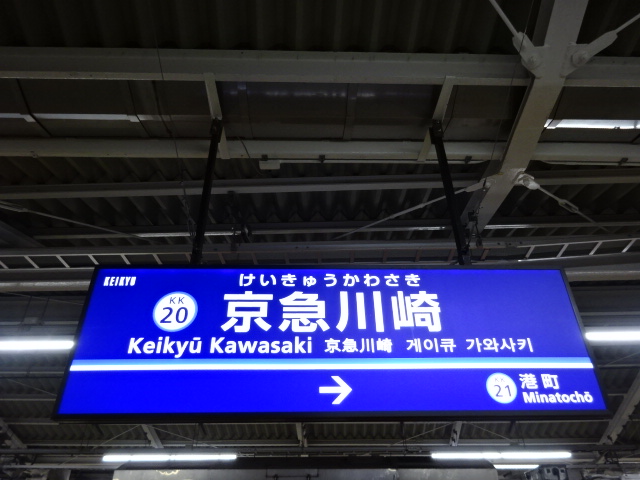 KEIKYU
けいきゅうかわさき
KK
20
京急川崎
Keikyū Kawasaki 京急川崎 게이큐 가와사키
→
KK
21
港町
Minatochō